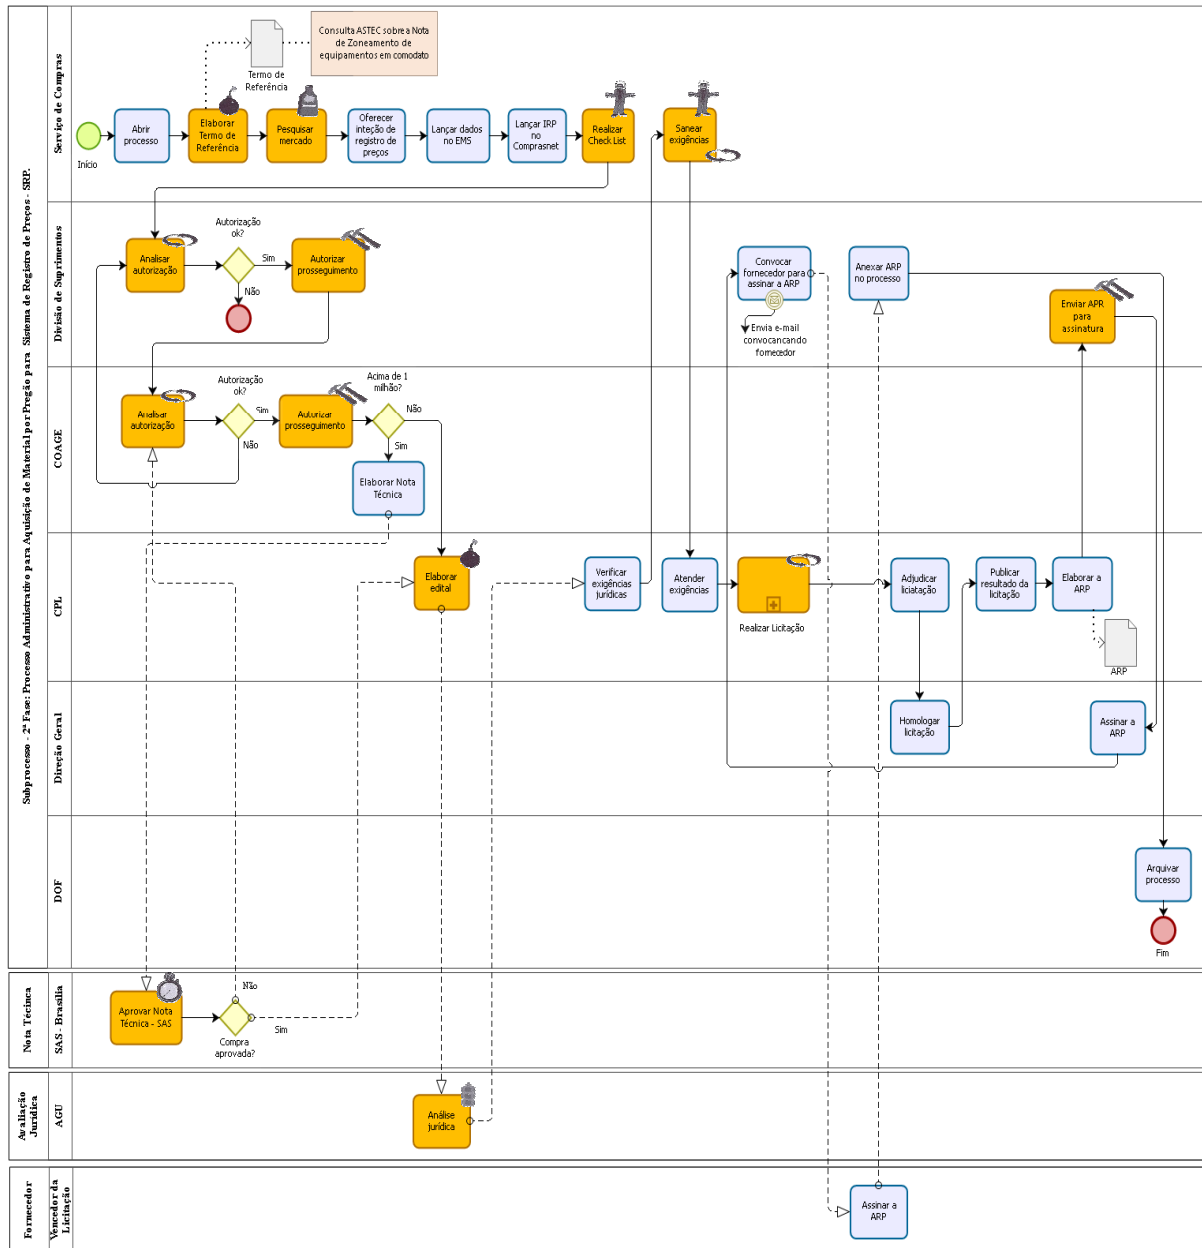 Subprocesso - 2ª Fase: Processo Administrativo para Aquisição de Material por Pregão para Sistema de Registro de Preços - SRP.
Serviço de Compras
Consulta ASTEC sobre a Nota
de Zoneamento de
equipamentos em comodato
Termo de
Referência
Início
Abrir
processo
Elaborar
Termo de
Referência
Pesquisar
mercado
Oferecer
inteção de
registro de
preços
Lançar dados
no EMS
Lançar IRP
no
Comprasnet
Realizar
Check List
Sanear
exigências
Divisão de Suprimentos
Analisar
autorização
Autorização
ok?
Sim
Não
Autorizar
prosseguimento
Convocar
fornecedor para
assinar a ARP
Envia e-mail
convocancando
fornecedor
Anexar ARP
no processo
Enviar APR
para
assinatura
COAGE
Analisar
autorização
Autorização
ok?
Sim
Não
Autorizar
prosseguimento
Acima de 1
milhão?
Não
Sim
Elaborar Nota
Técnica
CPL
Elaborar
edital
Verificar
exigências
jurídicas
Atender
exigências
Realizar Licitação
Adjudicar
liciatação
Publicar
resultado da
licitação
Elaborar a
ARP
ARP
Direção Geral
Homologar
licitação
Assinar a
ARP
DOF
Arquivar
processo
Fim
Nota Técinca
SAS - Brasília
Aprovar Nota
Técnica - SAS
Não
Sim
Compra
aprovada?
Avaliação
Jurídica
AGU
Análise
jurídica
Fornecedor
Vencedor da
Licitação
Assinar a
ARP